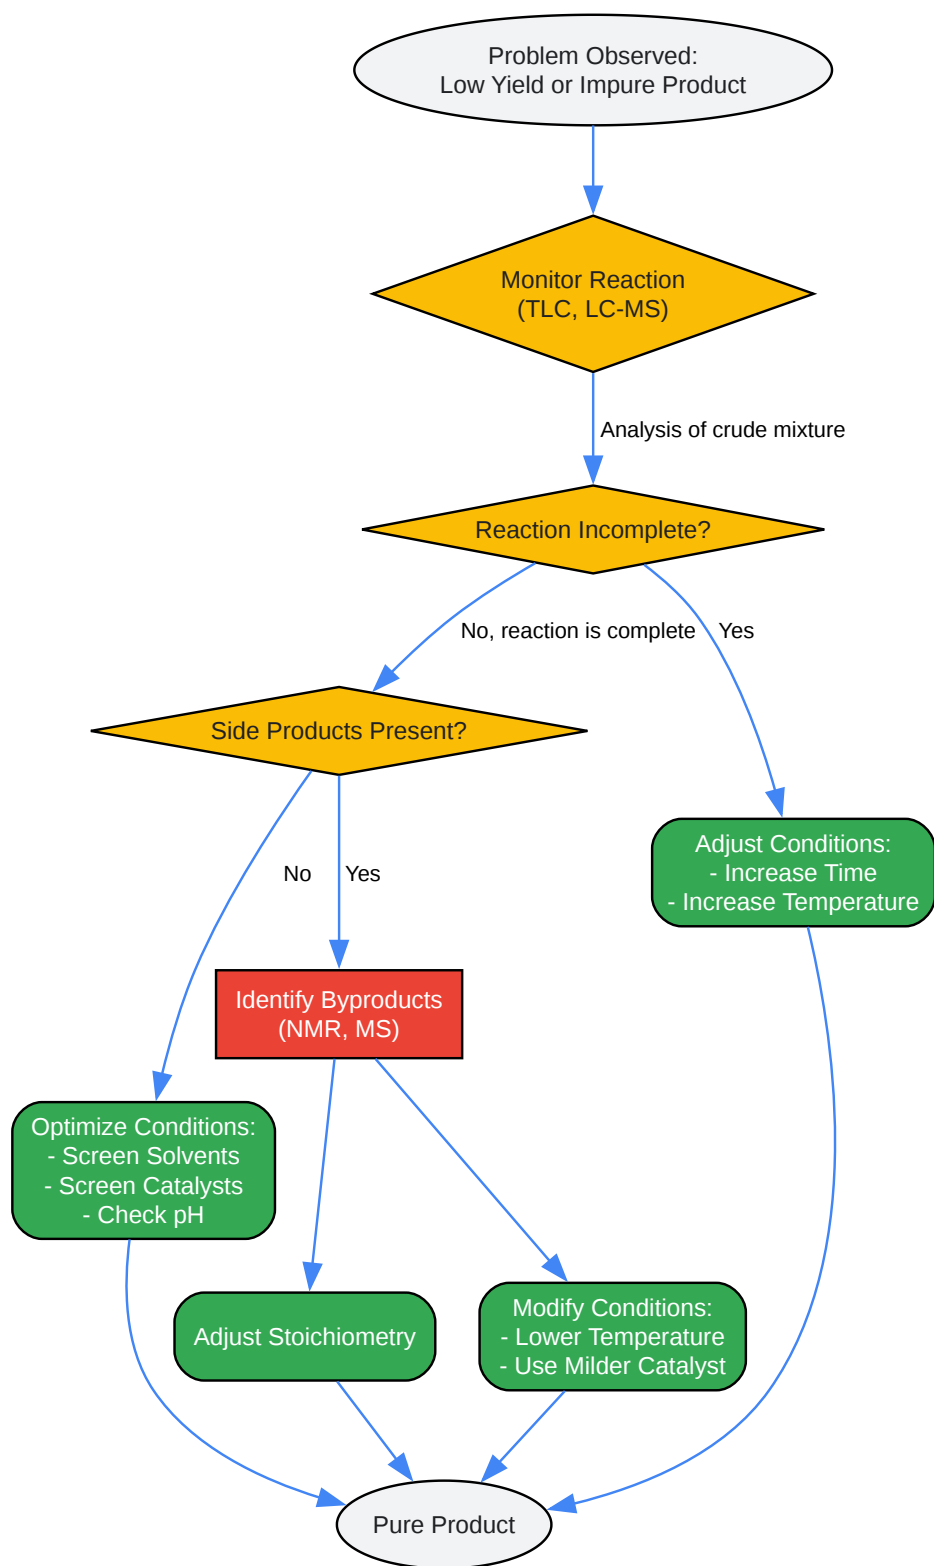 Problem Observed:
Low Yield or Impure Product
Monitor Reaction
(TLC, LC-MS)
Analysis of crude mixture
Reaction Incomplete?
No, reaction is complete
Yes
Side Products Present?
Adjust Conditions:
- Increase Time
- Increase Temperature
No
Yes
Identify Byproducts
(NMR, MS)
Optimize Conditions:
- Screen Solvents
- Screen Catalysts
- Check pH
Adjust Stoichiometry
Modify Conditions:
- Lower Temperature
- Use Milder Catalyst
Pure Product